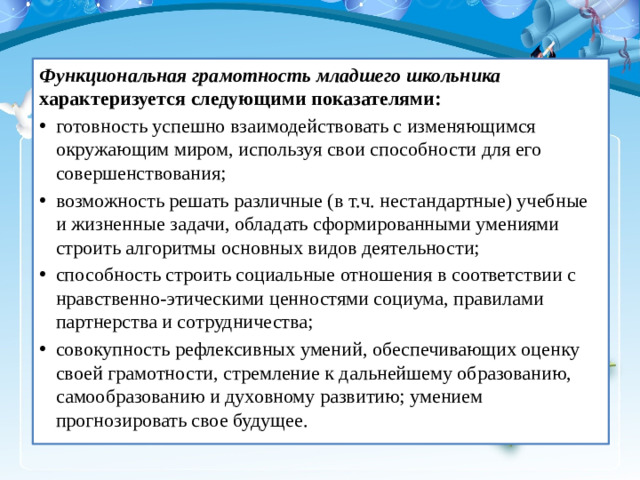 Функциональная грамотность младшего школьника
характеризуется следующими показателями:
• готовность успешно взаимодействовать с изменяющимся
окружающим миром, используя свои способности для его
совершенствования;
• возможность решать различные (в т.ч. нестандартные) учебные
и жизненные задачи, обладать сформированными умениями
строить алгоритмы основных видов деятельности;
• способность строить социальные отношения в соответствии с
нравственно-этическими ценностями социума, правилами
партнерства и сотрудничества;
• совокупность рефлексивных умений, обеспечивающих оценку
своей грамотности, стремление к дальнейшему образованию,
самообразованию и духовному развитию; умением
прогнозировать свое будущее.